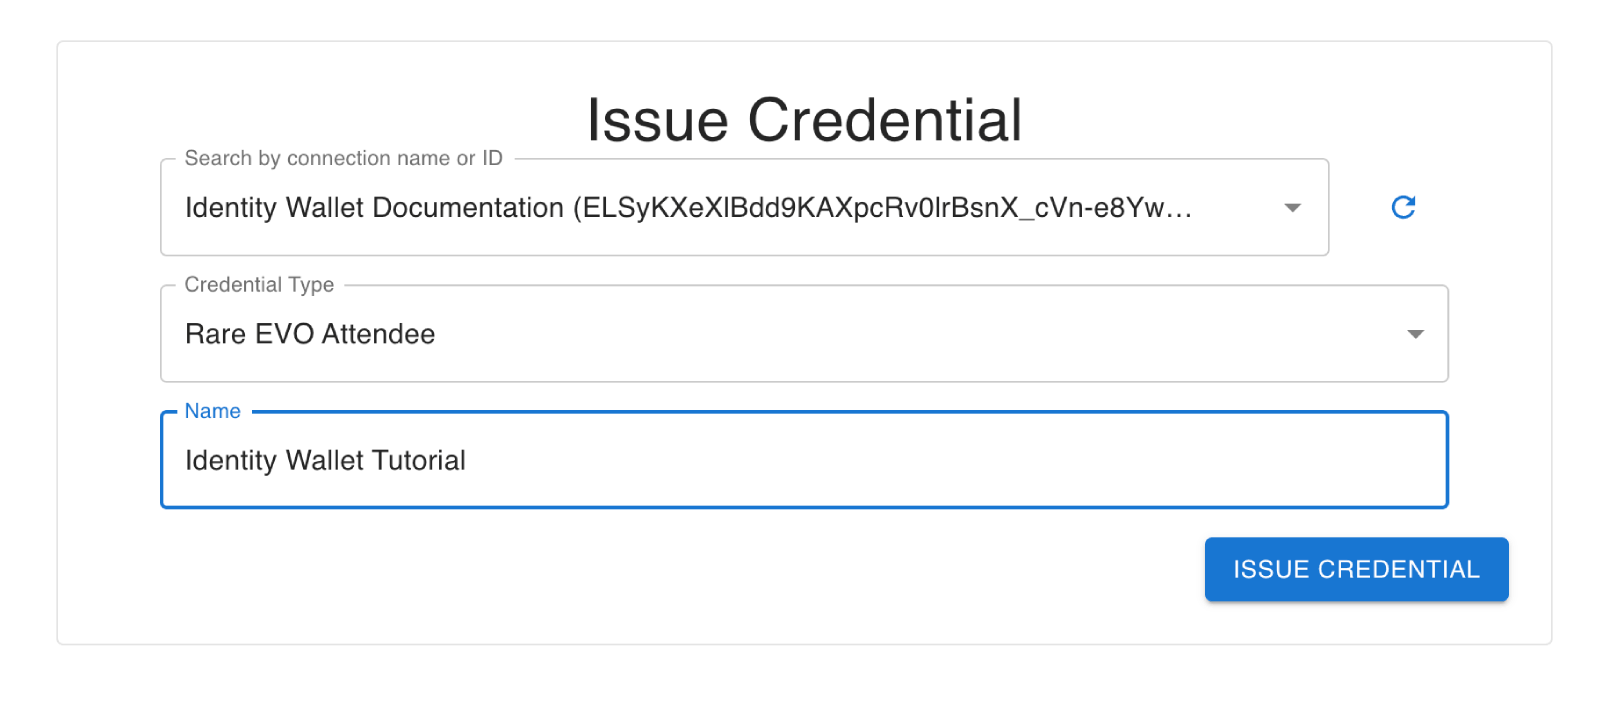 Issue Credential
Search by connection name or ID
Identity Wallet Documentation (ELSyKXeXlBdd9KAXpcRv0IrBsnX_cVn-e8Yw…
Credential Type
Rare EVO Attendee
Name
Identity Wallet Tutorial
ISSUE CREDENTIAL